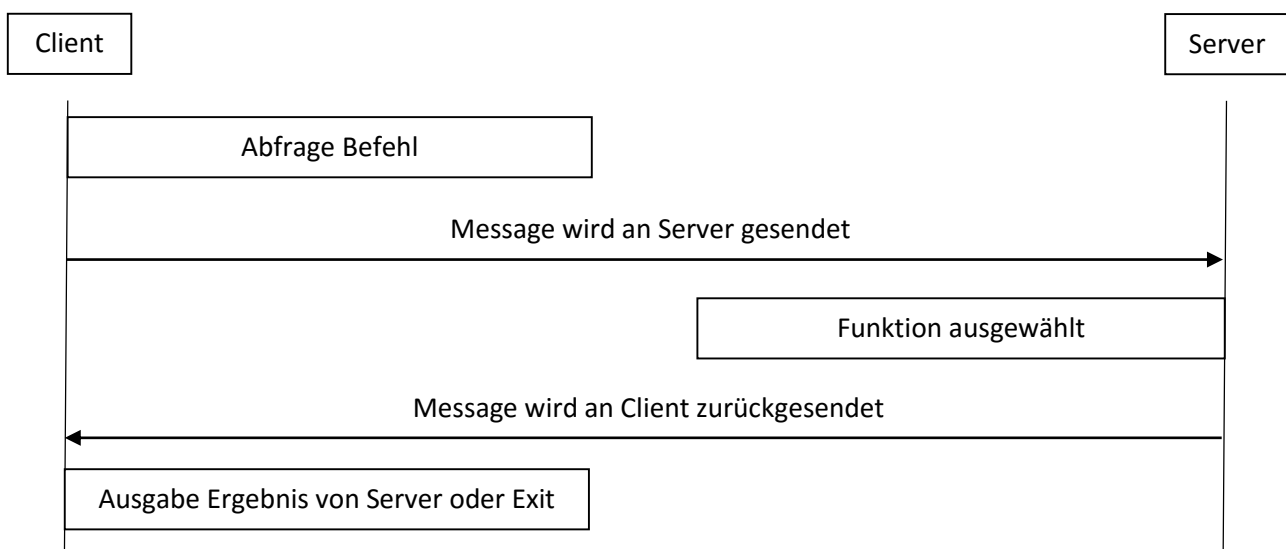 Client
Server
Abfrage Befehl
Message wird an Server gesendet
Funktion ausgewählt
Message wird an Client zurückgesendet
Ausgabe Ergebnis von Server oder Exit